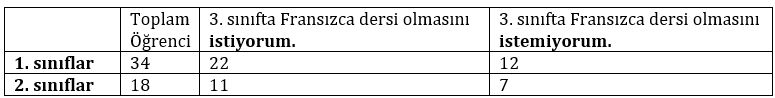 Toplam 3. sınıfta Fransızca dersi olmasını 3. sınıfta Fransızca dersi olmasını
Öğrenci istiyorum. istemiyorum.
1. sınıflar 34 22 12
2. sınıflar 18 11 7